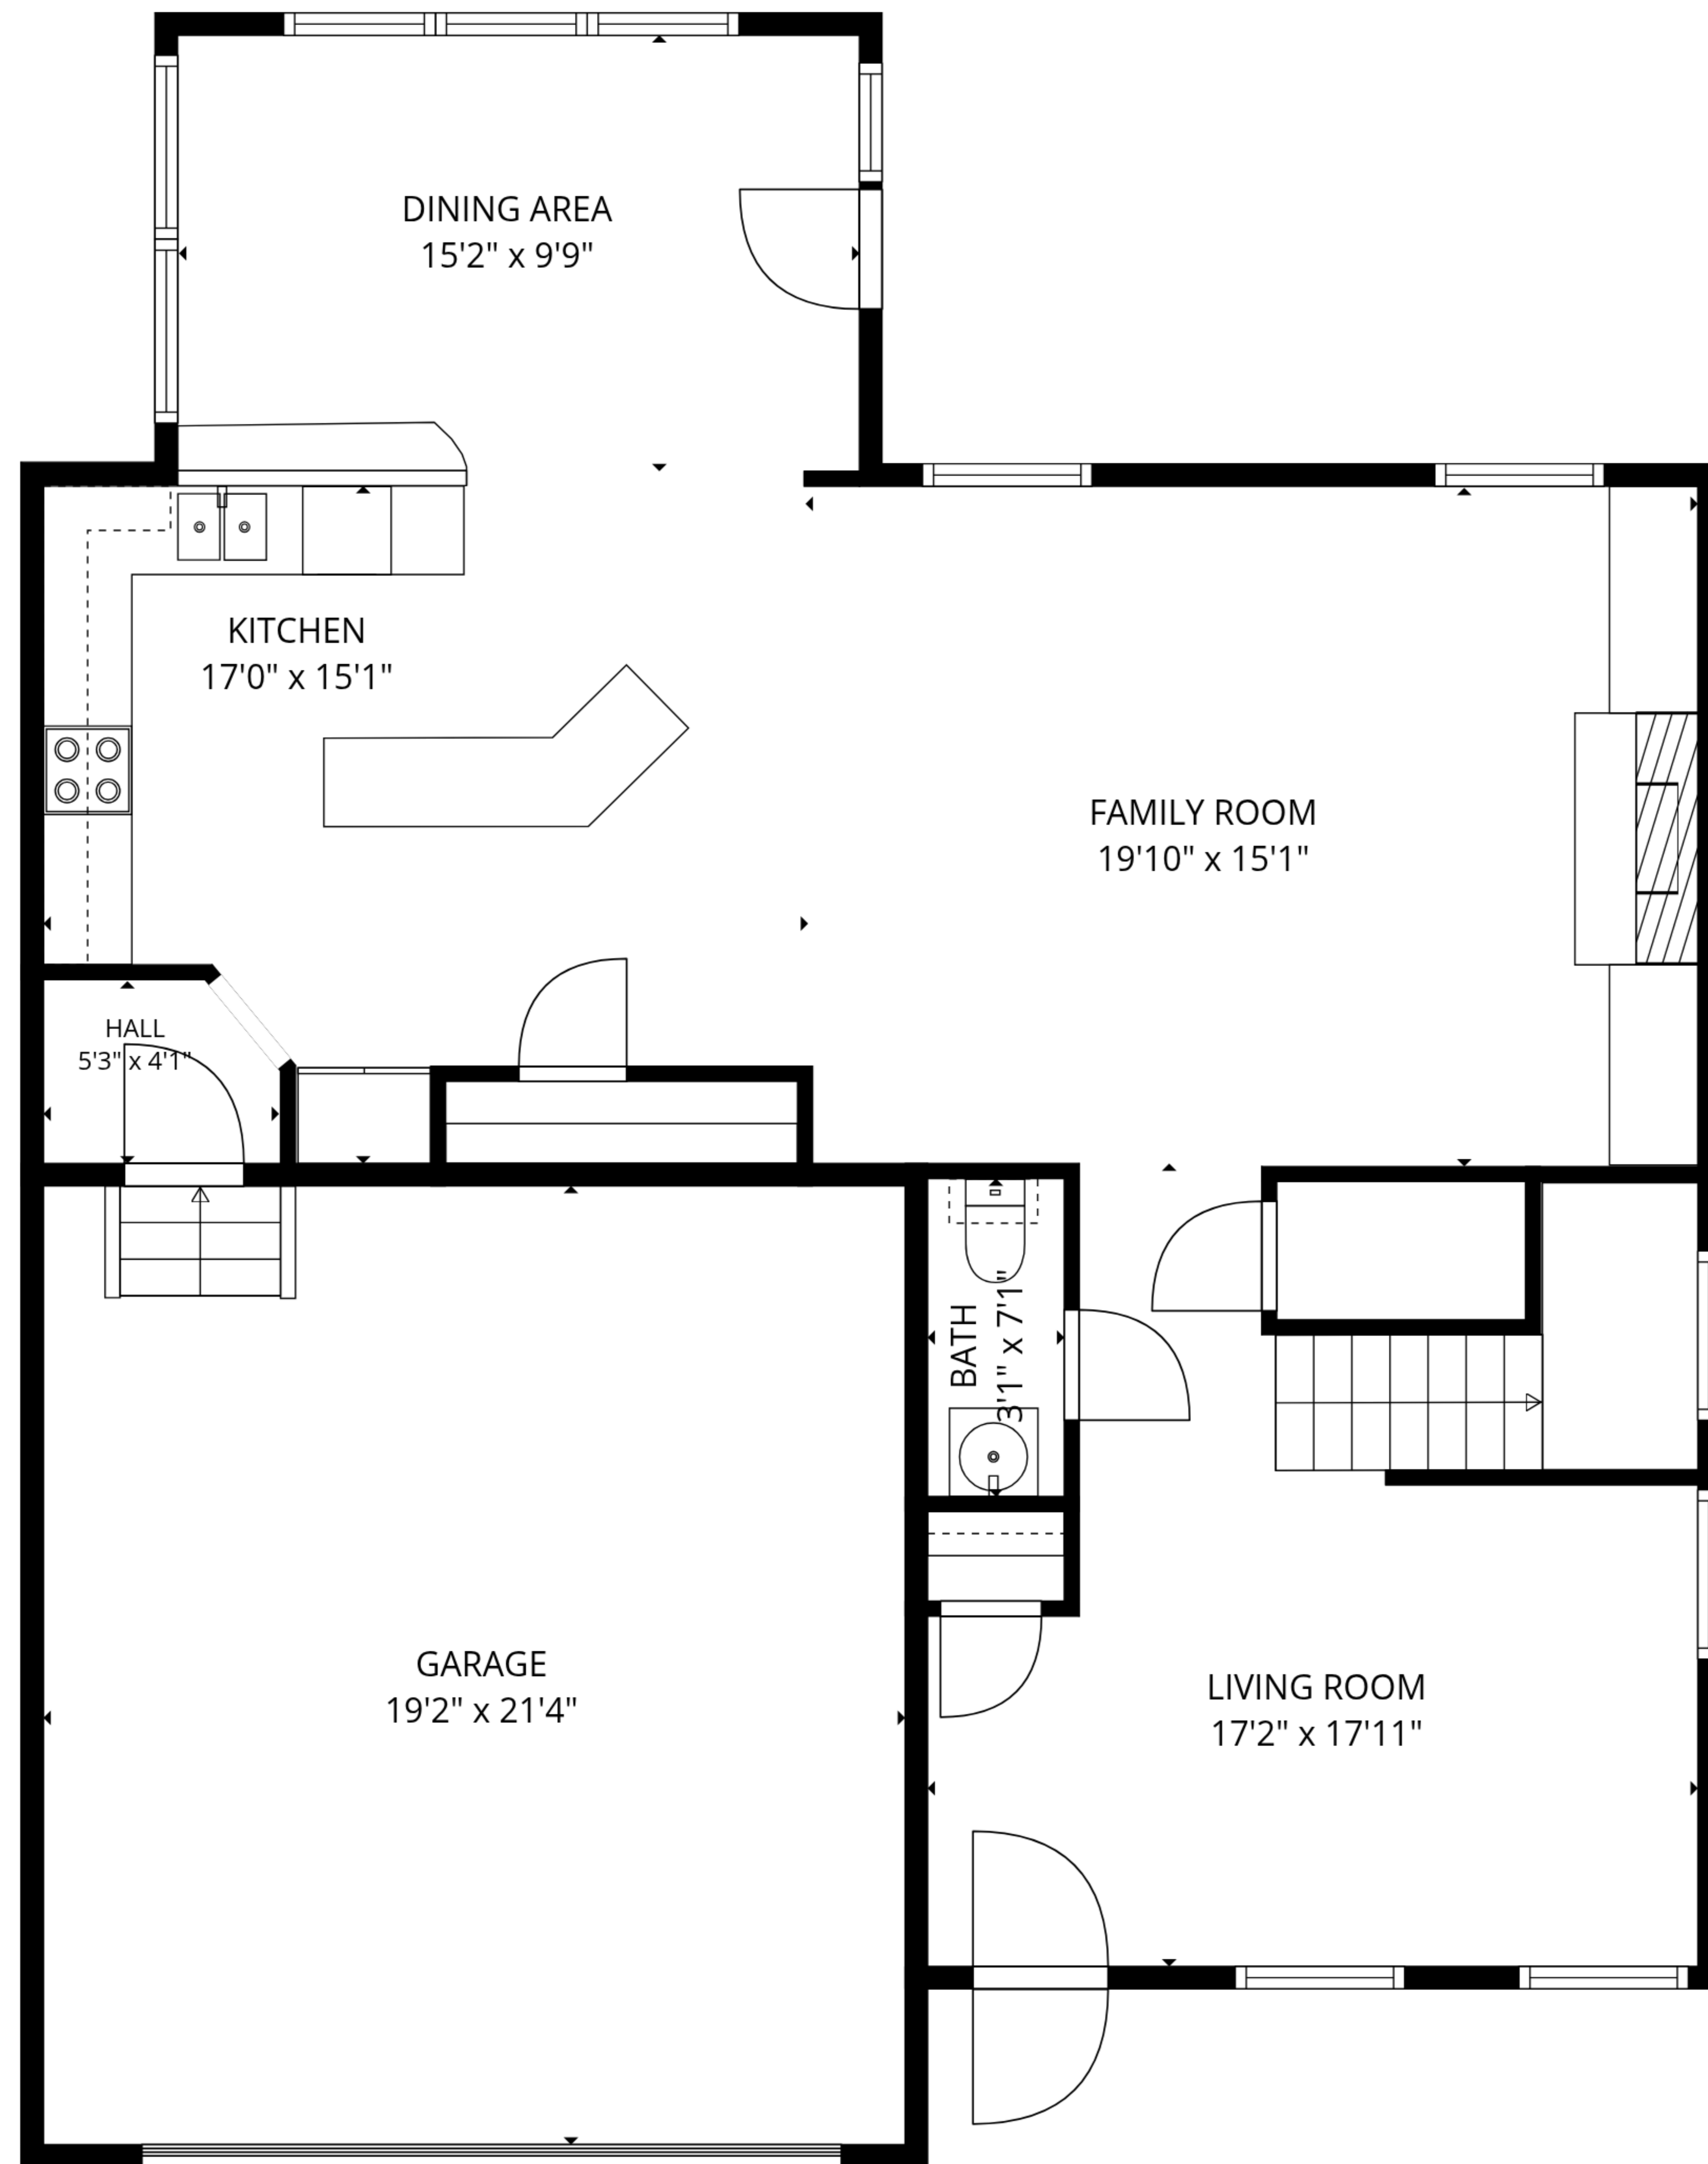 DINING AREA
15'2" x 9'9"
KITCHEN
17'0" x 15'1"
FAMILY ROOM
19'10" x 15'1"
HALL
5'3" x 4'1"
BATH
3'1" x 7'1"
GARAGE
19'2" x 21'4"
LIVING ROOM
17'2" x 17'11"